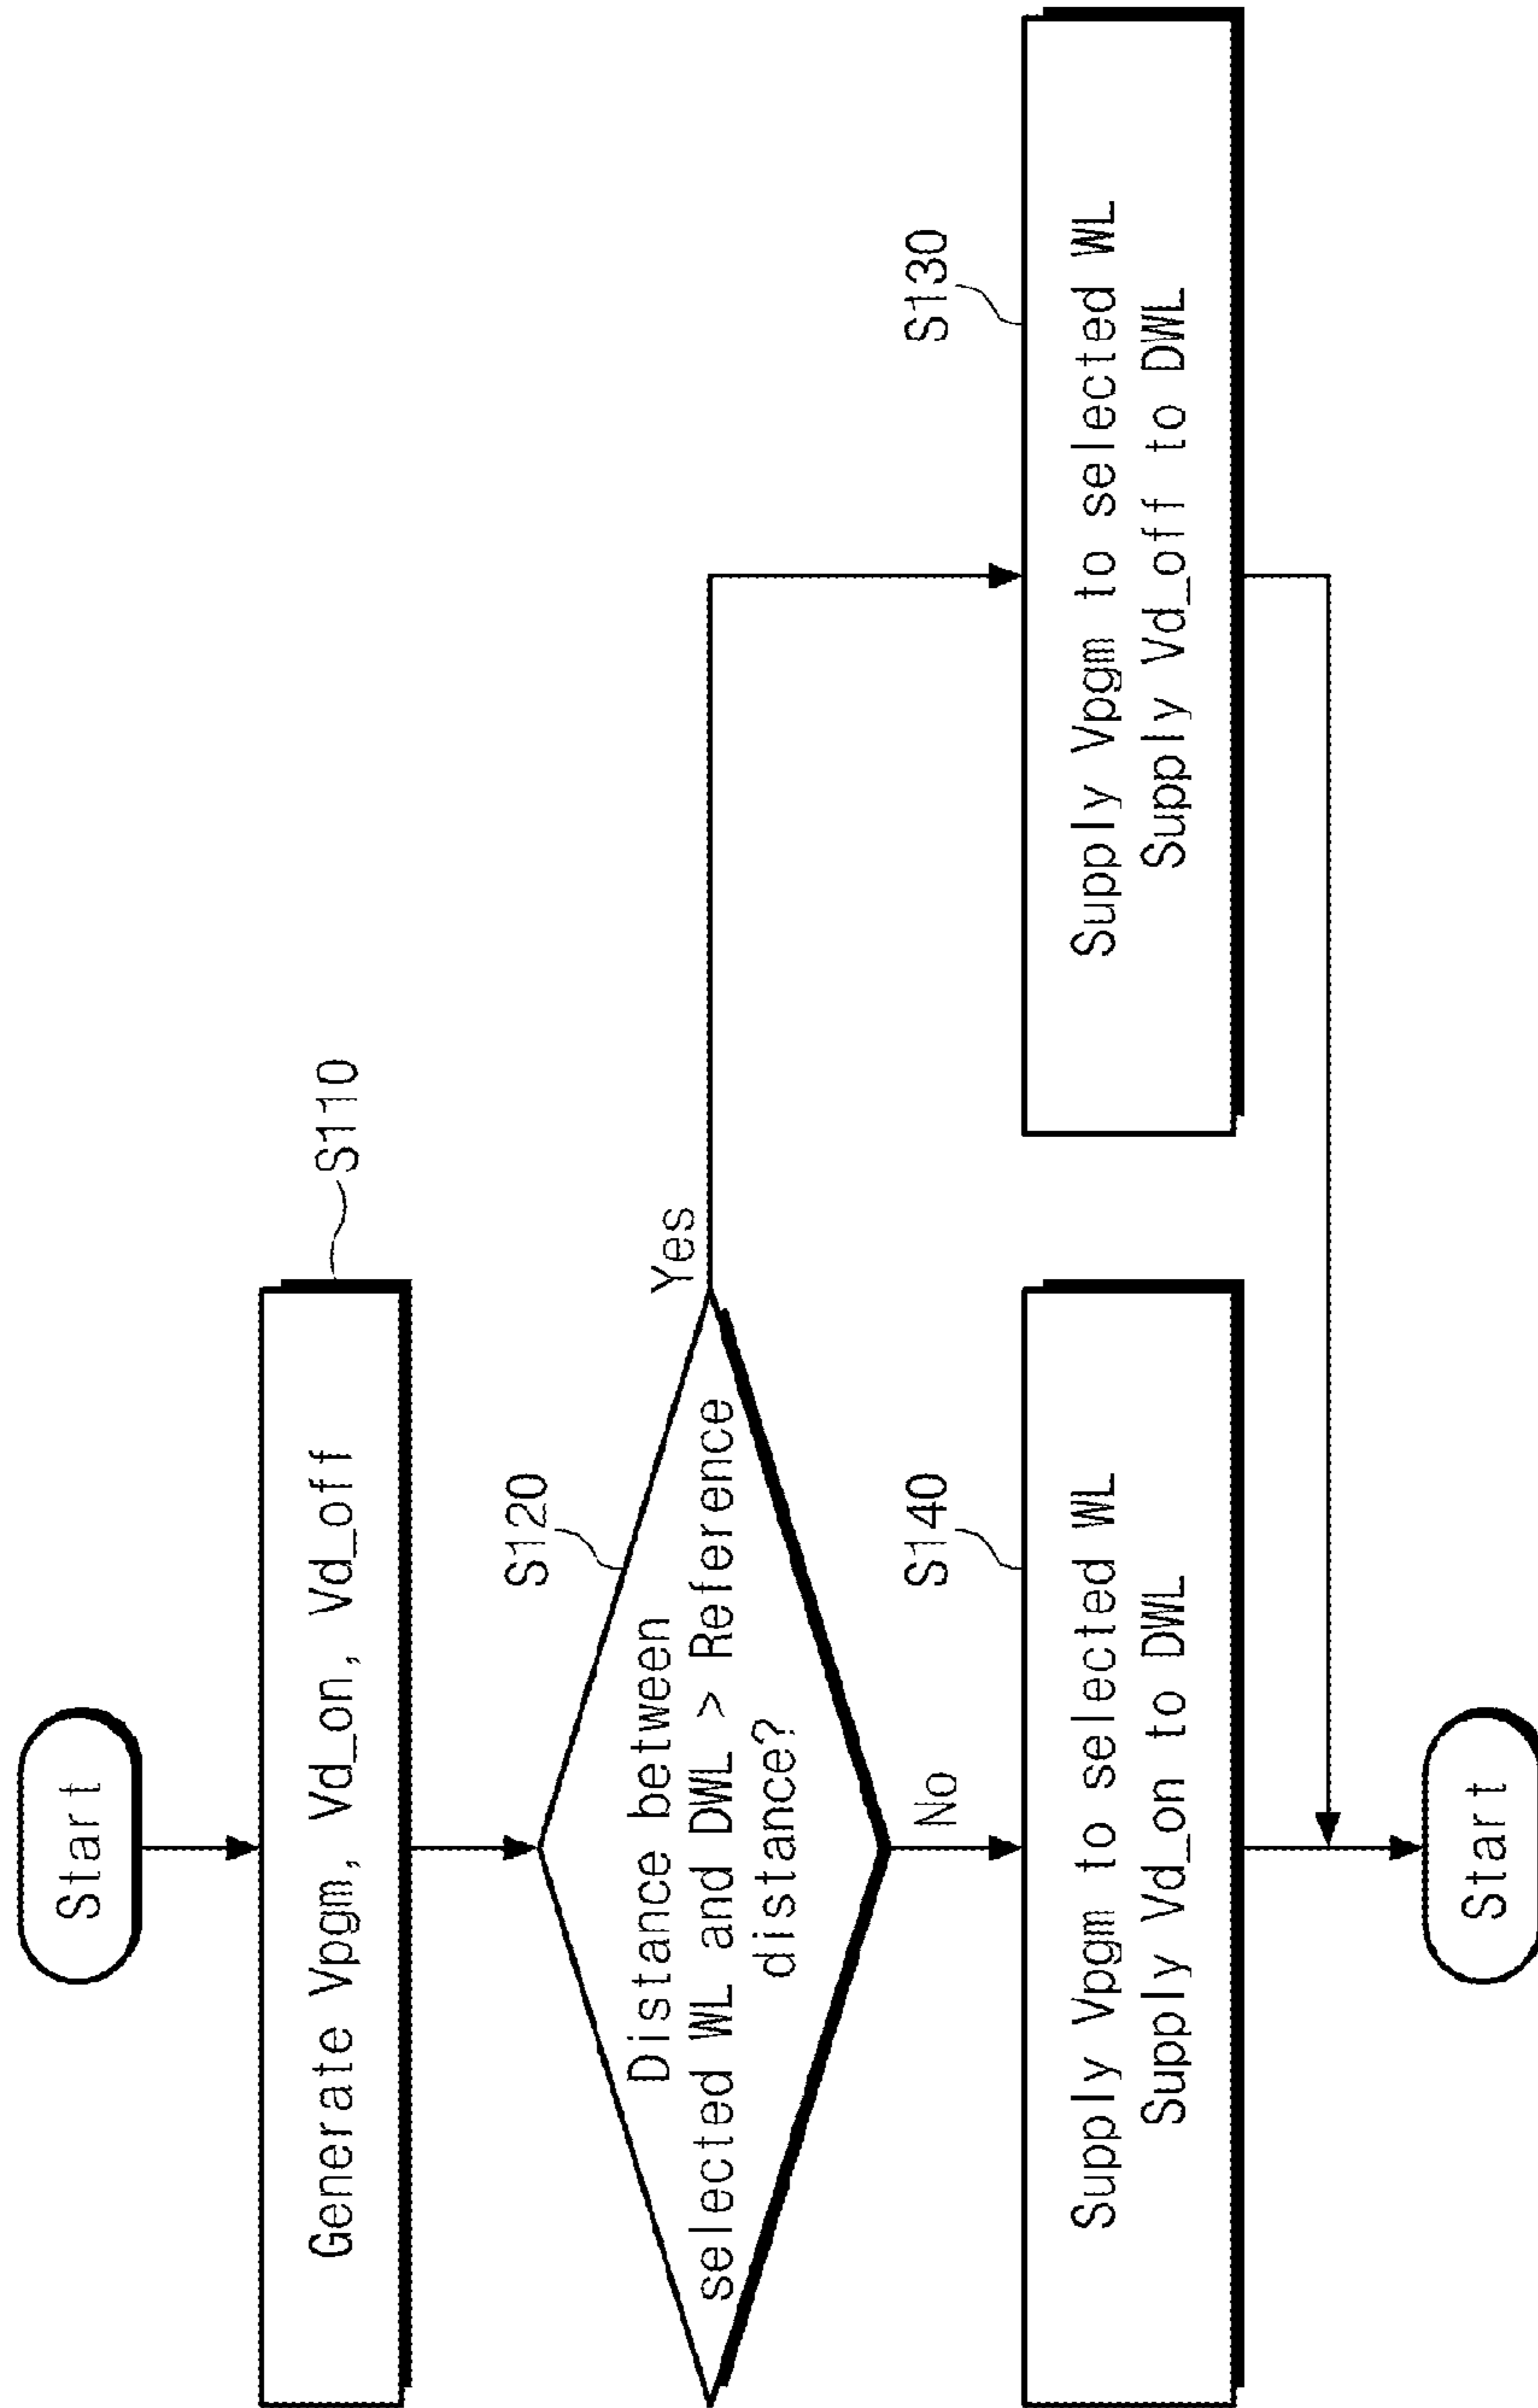 Start
Generate Vpgm, Vd_on, Vd_off
S110
S120
Distance between
selected WL and DWL > Reference
distance?
Yes
No
S130
Supply Vpgm to selected WL
Supply Vd_off to DWL
S140
Supply Vpgm to selected WL
Supply Vd_on to DWL
Start